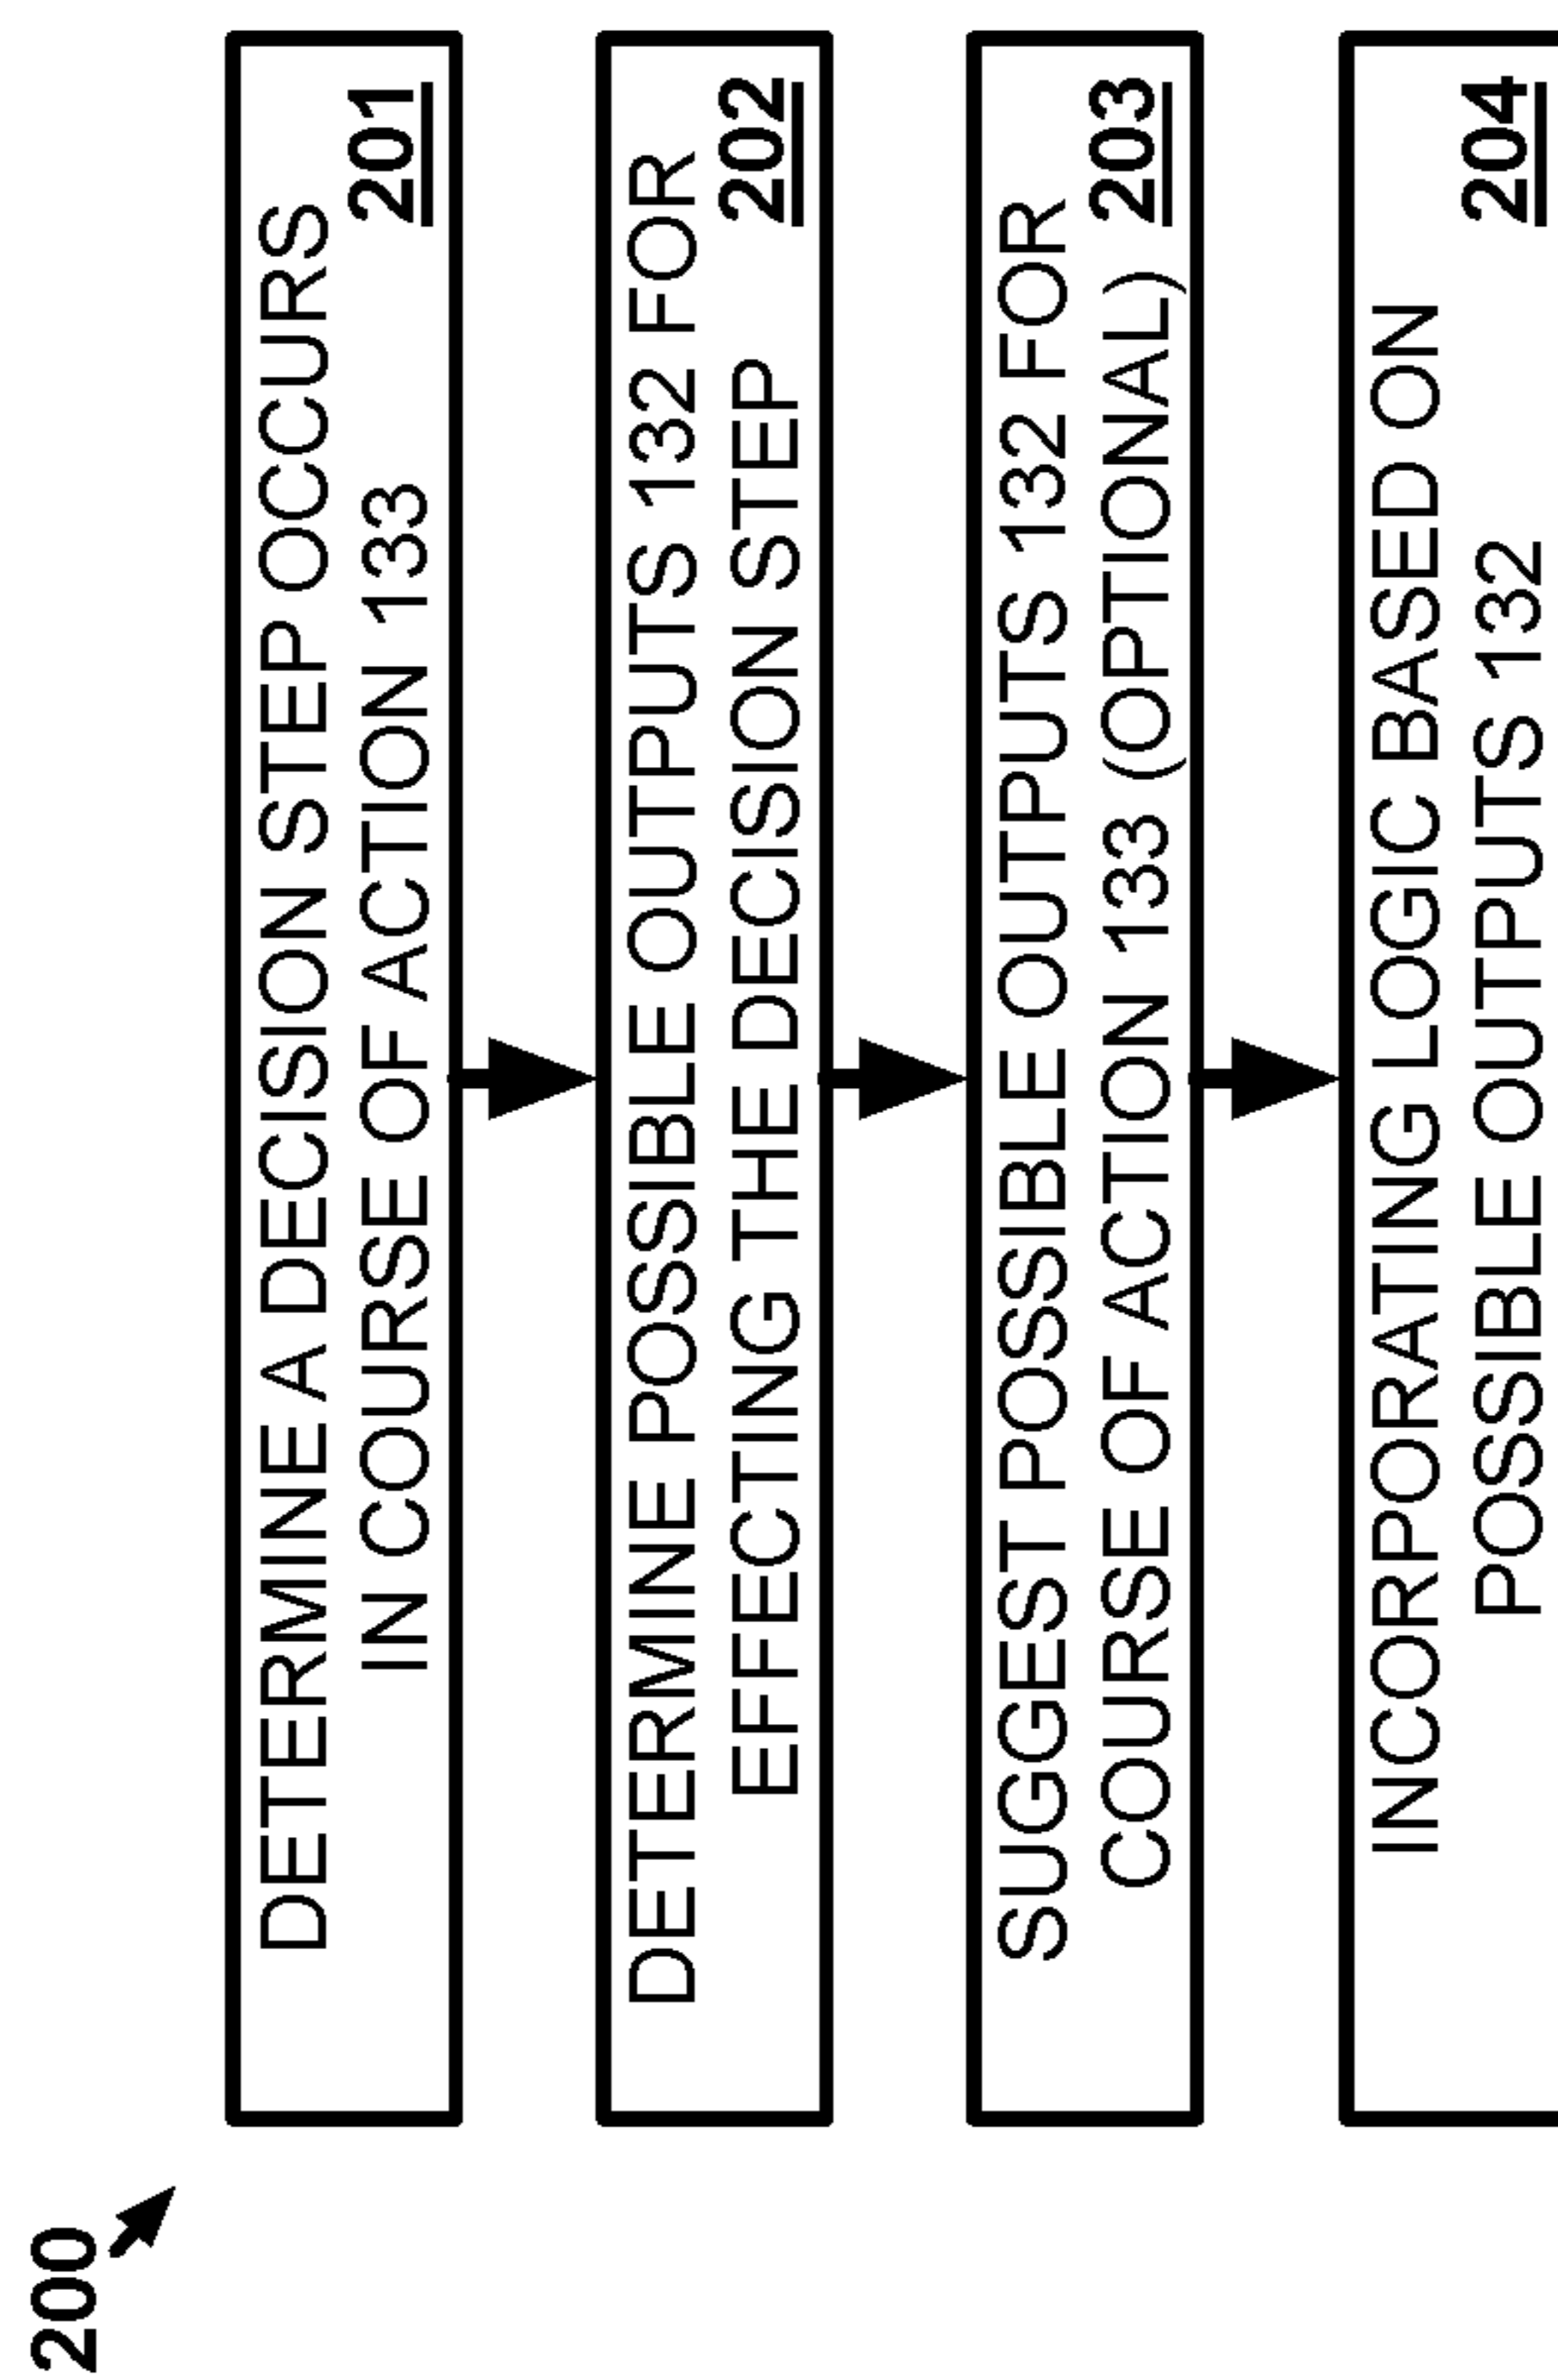 200
DETERMINE A DECISION STEP OCCURS
IN COURSE OF ACTION 133
201
DETERMINE POSSIBLE OUTPUTS 132 FOR
EFFECTING THE DECISION STEP
202
SUGGEST POSSIBLE OUTPUTS 132 FOR
COURSE OF ACTION 133 (OPTIONAL)
203
INCORPORATING LOGIC BASED ON
POSSIBLE OUTPUTS 132
204